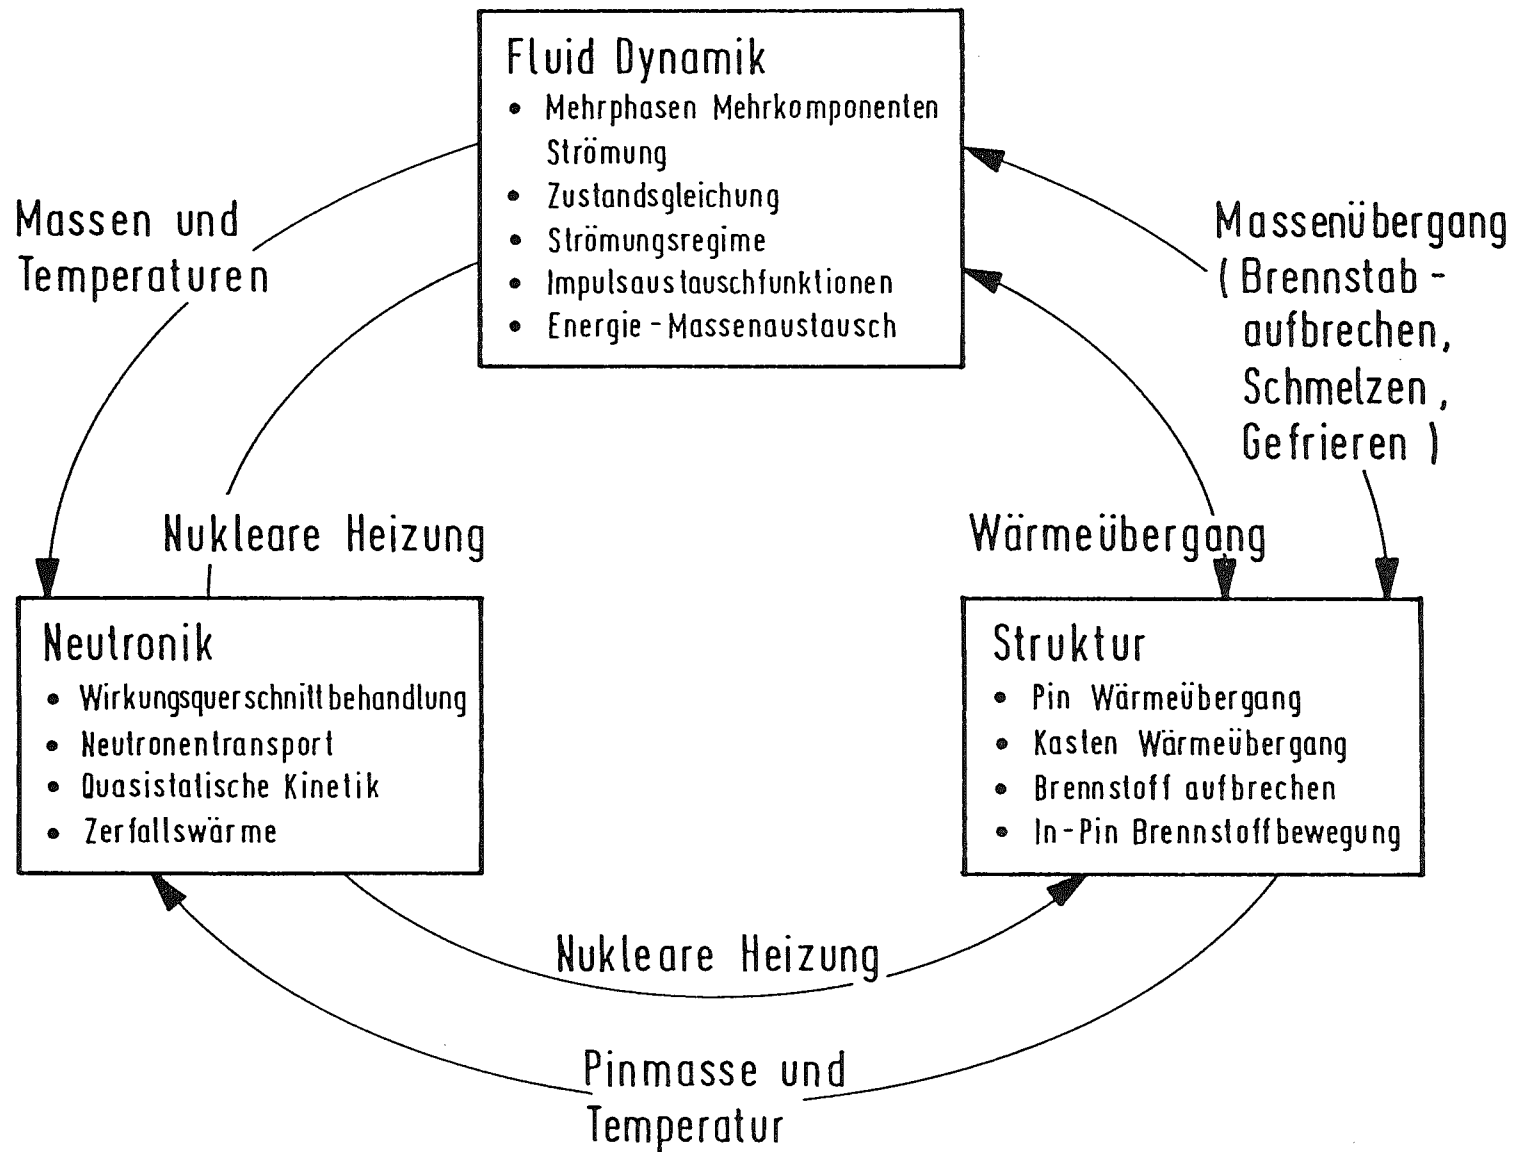 Fluid Dynamik
• Mehrphasen Mehrkomponenten
Strömung
• Zustandsgleichung
• Strömungsregime
• Impulsaustauschfunktionen
• Energie-Massenaustausch
Massen und
Temperaturen
Massenübergang
(Brennstab-
aufbrechen,
Schmelzen,
Gefrieren)
Nukleare Heizung
Wärmeübergang
Neutronik
• Wirkungsquerschnittbehandlung
• Neutronentransport
• Quasistatische Kinetik
• Zerfallswärme
Struktur
• Pin Wärmeübergang
• Kasten Wärmeübergang
• Brennstoff aufbrechen
• In-Pin Brennstoffbewegung
Nukleare Heizung
Pinmasse und
Temperatur